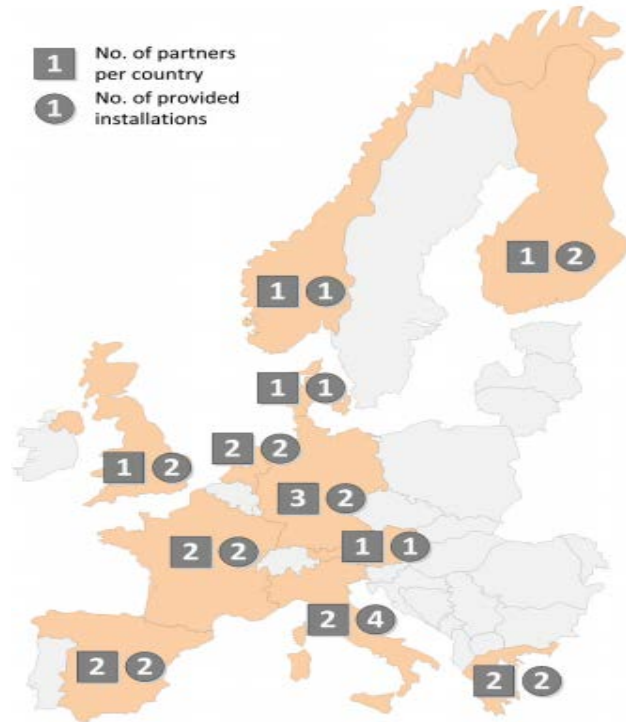 1 No. of partners
per country
1 No. of provided
installations
1 2
1 1
1 1
2 2
1 2
3 2
2 2
1 1
2 4
2 2
2 2